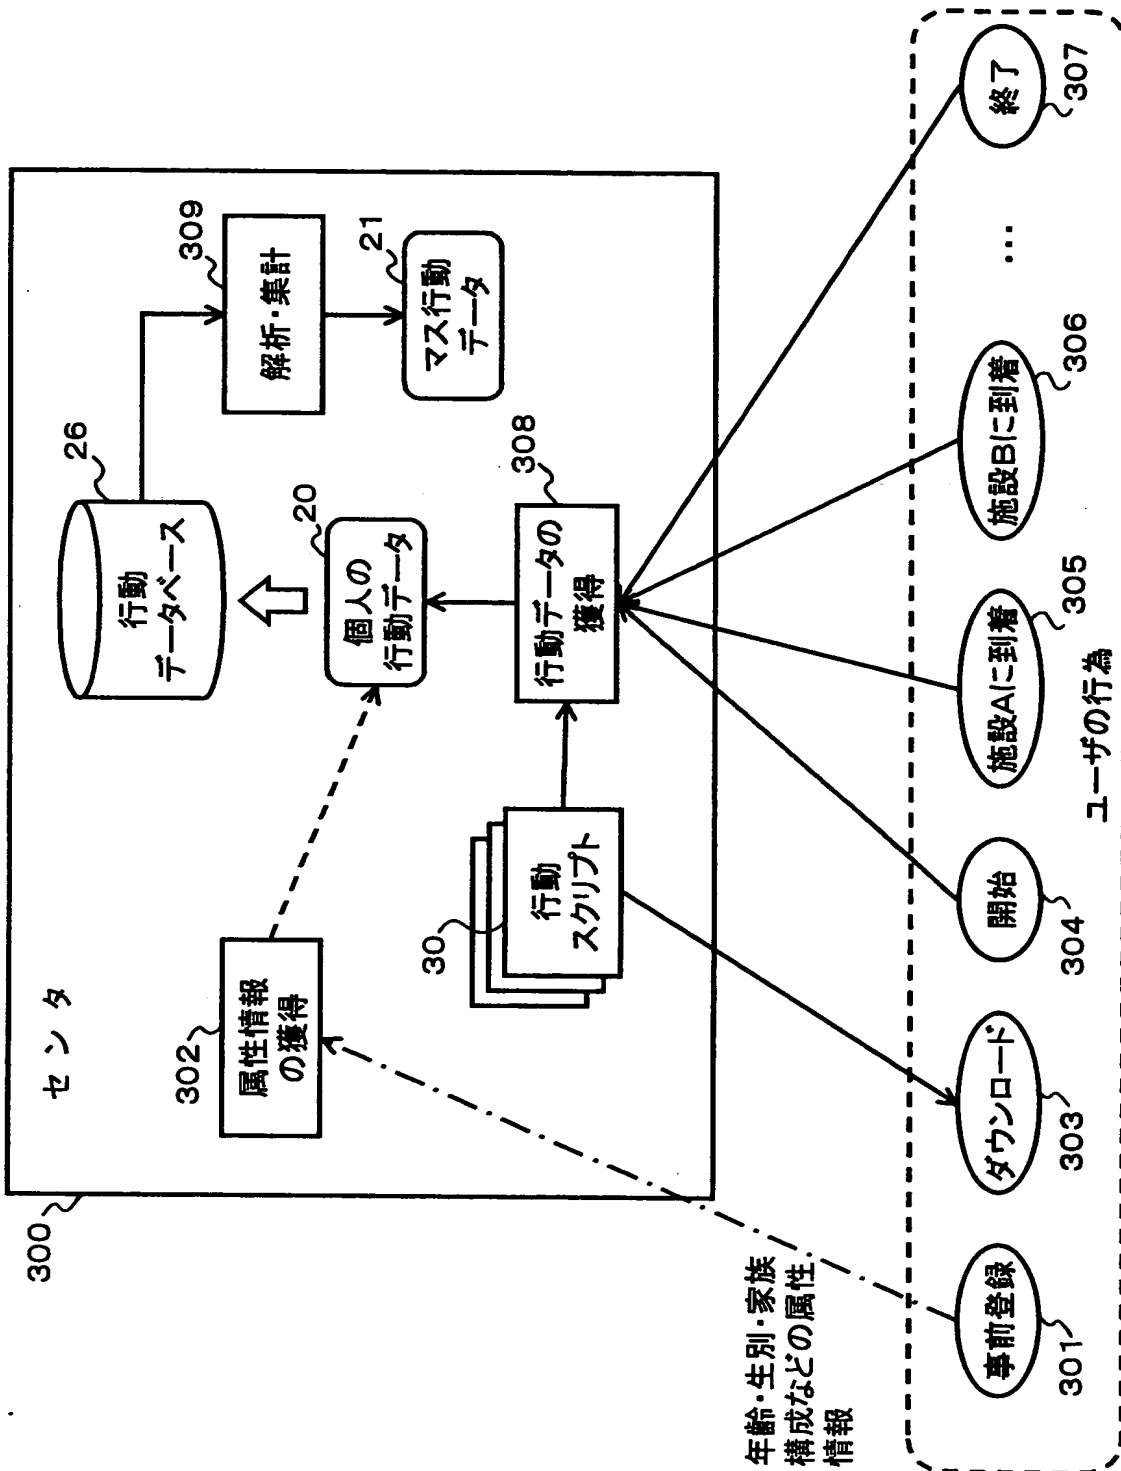 300
センタ
26
行動
データベース
309
解析・集計
21
マス行動
データ
20
個人の
行動データ
302
属性情報
の獲得
30
行動
スクリプト
308
行動データの
獲得
年齢・生別・家族
構成などの属性
情報
事前登録
301
ダウンロード
303
開始
304
施設Aに到着
305
施設Bに到着
306
…
終了
307
ユーザの行為